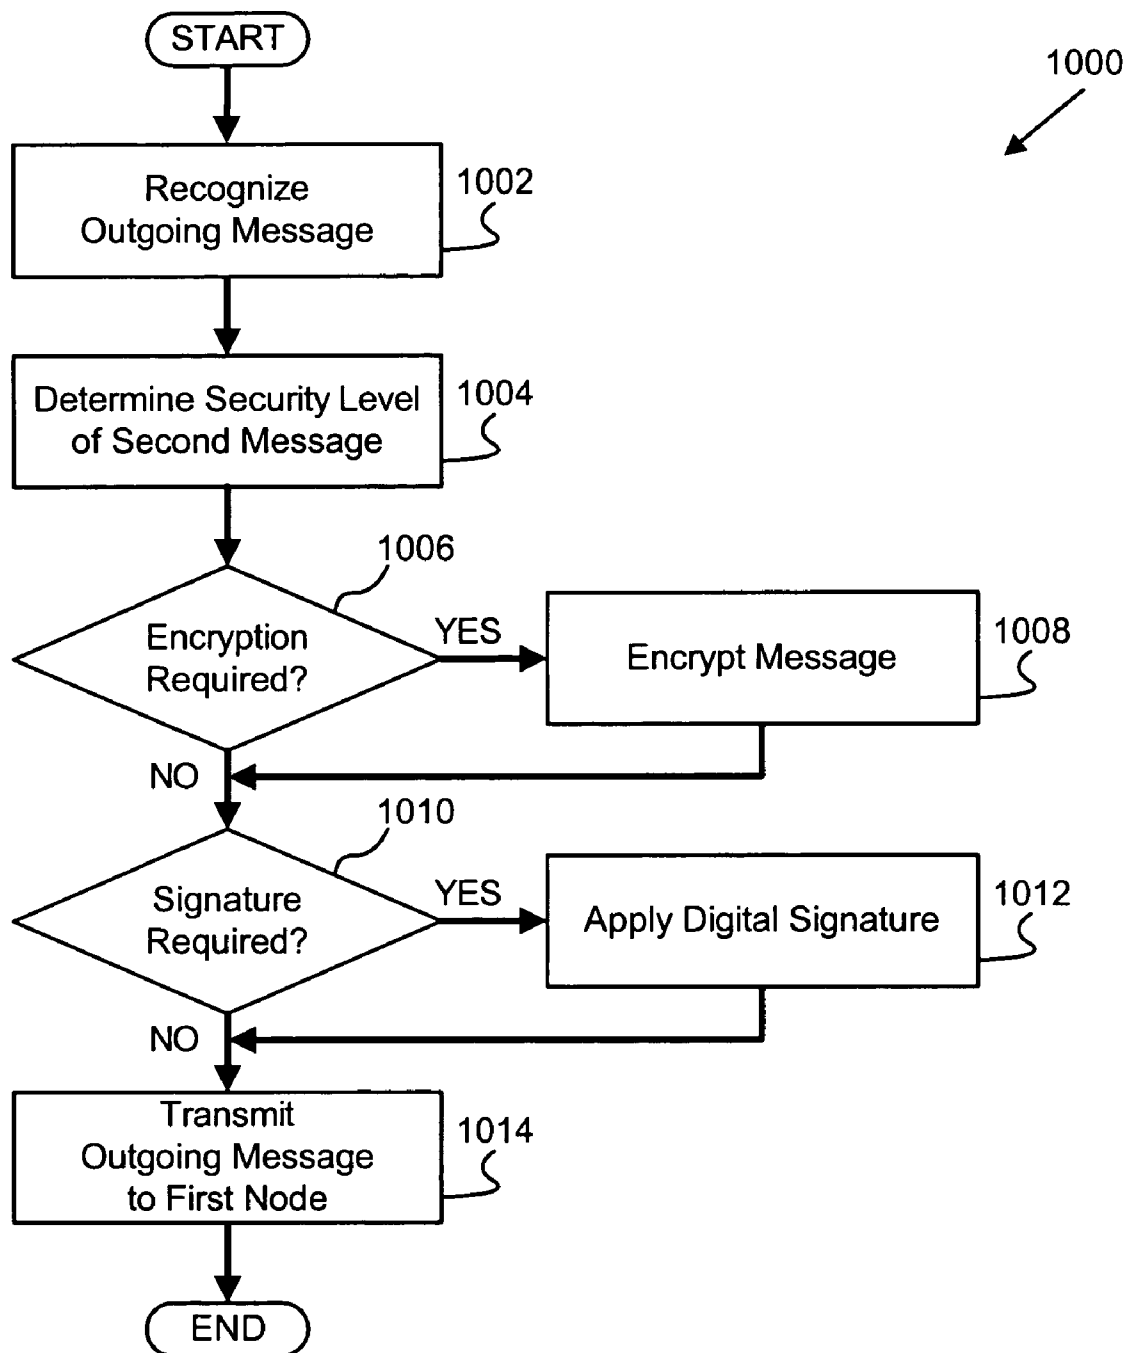 START
1000
Recognize
Outgoing Message
1002
Determine Security Level
of Second Message
1004
1006
Encryption
Required?
YES
Encrypt Message
1008
NO
1010
Signature
Required?
YES
Apply Digital Signature
1012
NO
Transmit
Outgoing Message
to First Node
1014
END